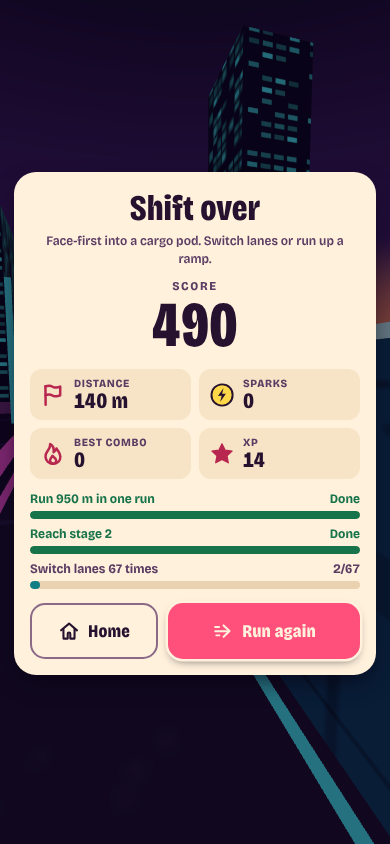 Shift over
Face-first into a cargo pod. Switch lanes or run up a
ramp.
SCORE
490
DISTANCE
140 m
SPARKS
0
BEST COMBO
0
XP
14
Run 950 m in one run Done
Reach stage 2 Done
Switch lanes 67 times 2/67
Home
Run again